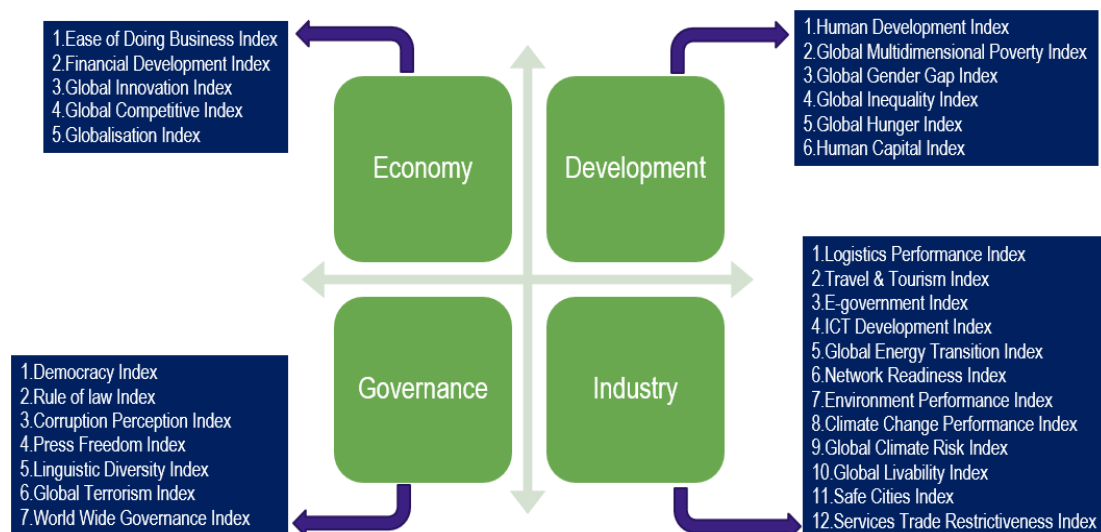 1.Ease of Doing Business Index
2.Financial Development Index
3.Global Innovation Index
4.Global Competitive Index
5.Globalisation Index
1.Human Development Index
2.Global Multidimensional Poverty Index
3.Global Gender Gap Index
4.Global Inequality Index
5.Global Hunger Index
6.Human Capital Index
Economy
Development
Governance
Industry
1.Democracy Index
2.Rule of law Index
3.Corruption Perception Index
4.Press Freedom Index
5.Linguistic Diversity Index
6.Global Terrorism Index
7.World Wide Governance Index
1.Logistics Performance Index
2.Travel & Tourism Index
3.E-government Index
4.ICT Development Index
5.Global Energy Transition Index
6.Network Readiness Index
7.Environment Performance Index
8.Climate Change Performance Index
9.Global Climate Risk Index
10.Global Livability Index
11.Safe Cities Index
12.Services Trade Restrictiveness Index